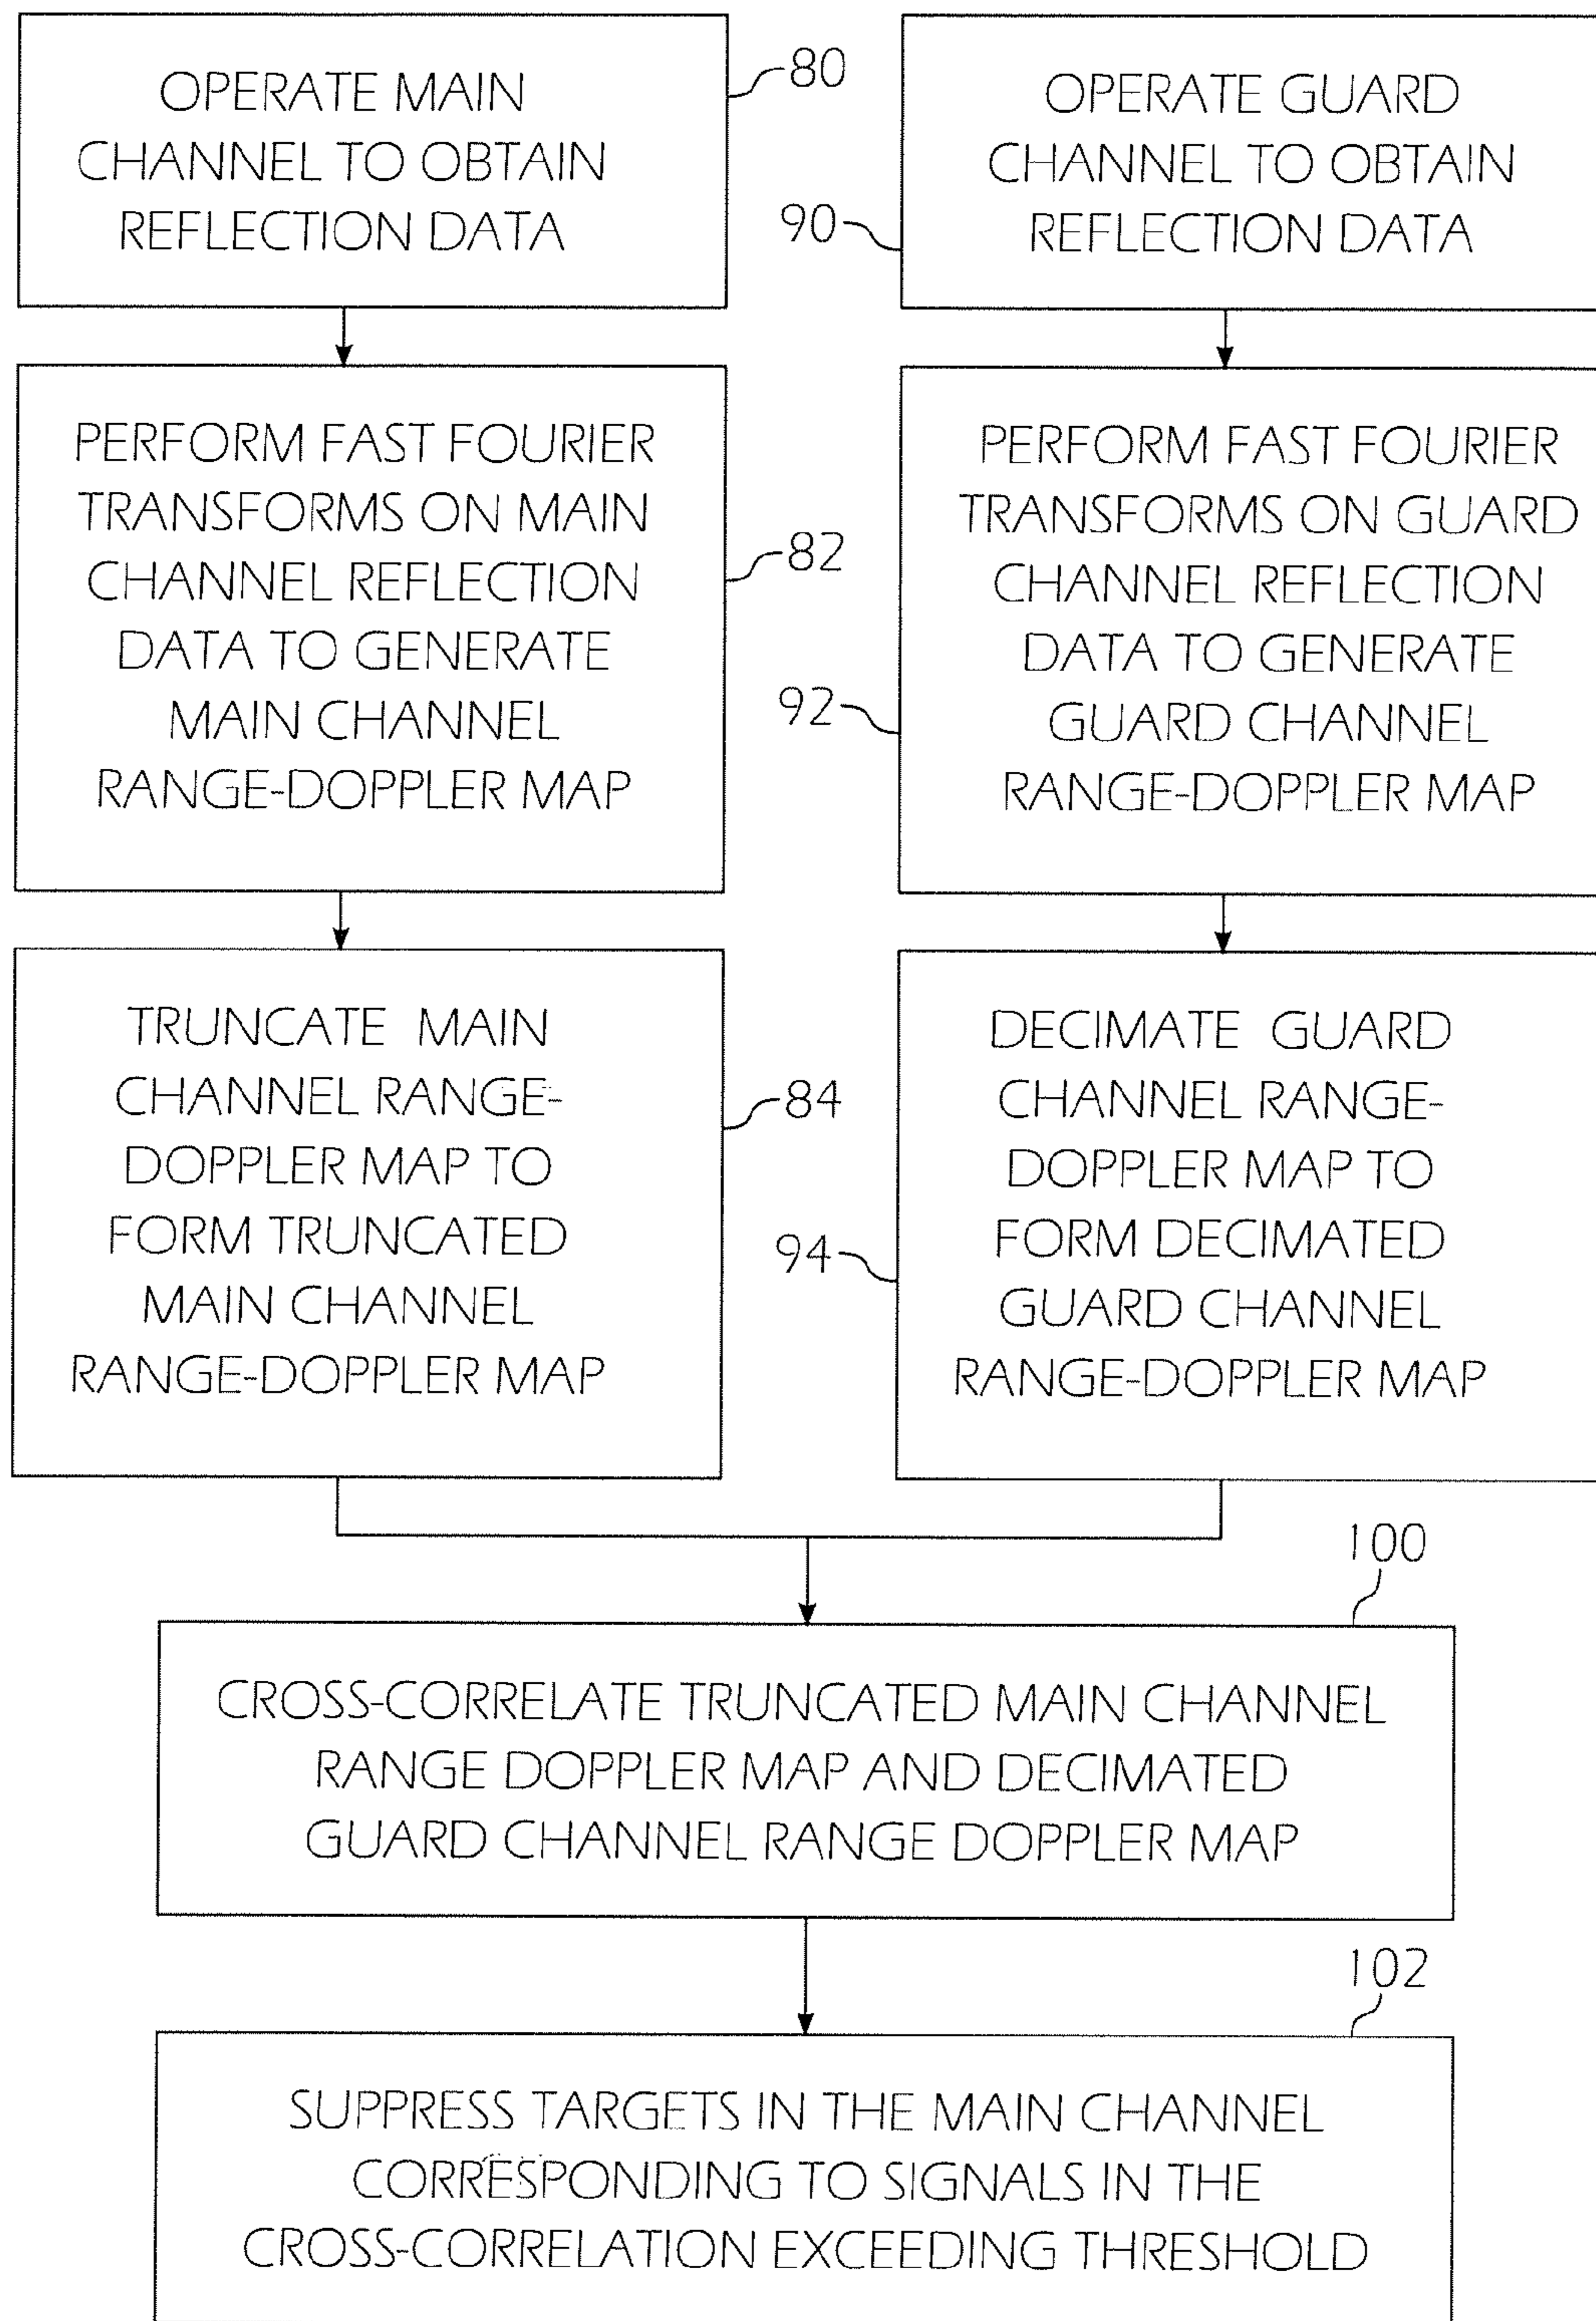 OPERATE MAIN
CHANNEL TO OBTAIN
REFLECTION DATA
80
OPERATE GUARD
CHANNEL TO OBTAIN
REFLECTION DATA
90
PERFORM FAST FOURIER
TRANSFORMS ON MAIN
CHANNEL REFLECTION
DATA TO GENERATE
MAIN CHANNEL
RANGE-DOPPLER MAP
82
PERFORM FAST FOURIER
TRANSFORMS ON GUARD
CHANNEL REFLECTION
DATA TO GENERATE
GUARD CHANNEL
RANGE-DOPPLER MAP
92
TRUNCATE MAIN
CHANNEL RANGE-
DOPPLER MAP TO
FORM TRUNCATED
MAIN CHANNEL
RANGE-DOPPLER MAP
84
DECIMATE GUARD
CHANNEL RANGE-
DOPPLER MAP TO
FORM DECIMATED
GUARD CHANNEL
RANGE-DOPPLER MAP
94
100
CROSS-CORRELATE TRUNCATED MAIN CHANNEL
RANGE DOPPLER MAP AND DECIMATED
GUARD CHANNEL RANGE DOPPLER MAP
102
SUPPRESS TARGETS IN THE MAIN CHANNEL
CORRESPONDING TO SIGNALS IN THE
CROSS-CORRELATION EXCEEDING THRESHOLD